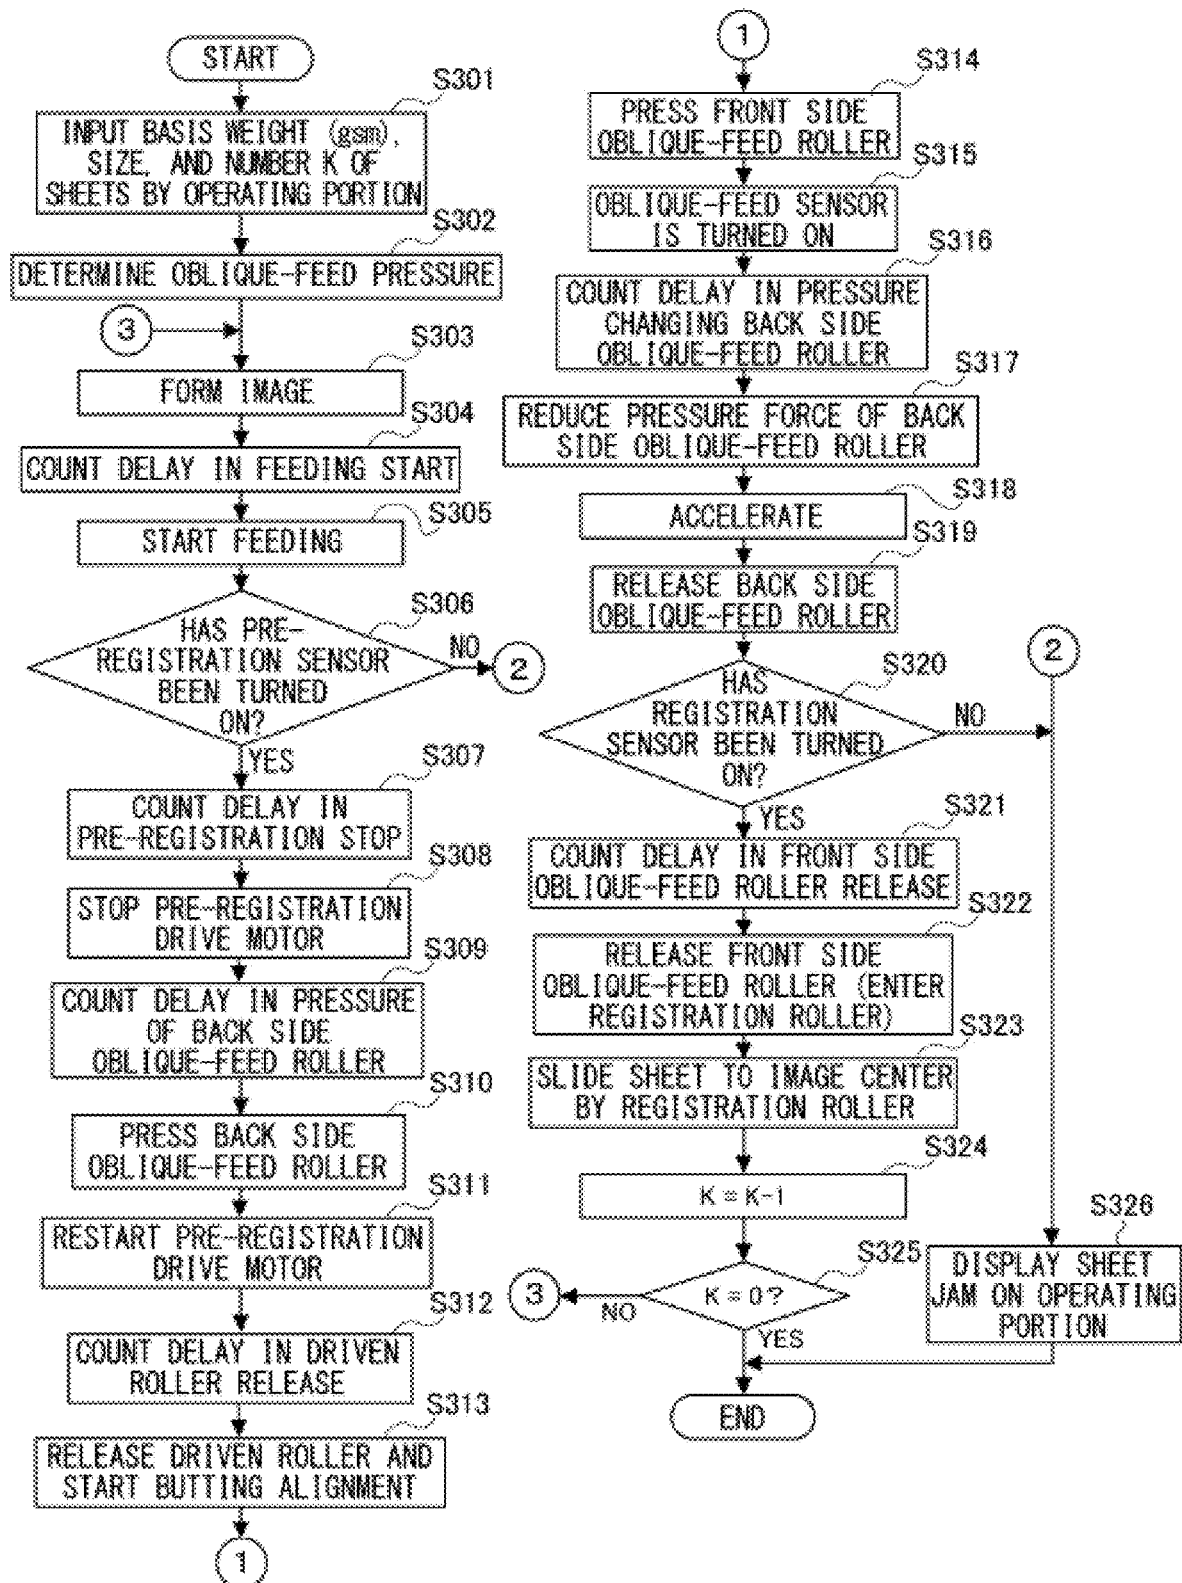 START
S301
INPUT BASIS WEIGHT (gsm),
SIZE, AND NUMBER K OF
SHEETS BY OPERATING PORTION
S302
DETERMINE OBLIQUE-FEED PRESSURE
3
S303
FORM IMAGE
S304
COUNT DELAY IN FEEDING START
S305
START FEEDING
S306
HAS PRE-
REGISTRATION SENSOR
BEEN TURNED
ON?
NO
2
YES
S307
COUNT DELAY IN
PRE-REGISTRATION STOP
S308
STOP PRE-REGISTRATION
DRIVE MOTOR
S309
COUNT DELAY IN PRESSURE
OF BACK SIDE
OBLIQUE-FEED ROLLER
S310
PRESS BACK SIDE
OBLIQUE-FEED ROLLER
S311
RESTART PRE-REGISTRATION
DRIVE MOTOR
S312
COUNT DELAY IN DRIVEN
ROLLER RELEASE
S313
RELEASE DRIVEN ROLLER AND
START BUTTING ALIGNMENT
1
1
S314
PRESS FRONT SIDE
OBLIQUE-FEED ROLLER
S315
OBLIQUE-FEED SENSOR
IS TURNED ON
S316
COUNT DELAY IN PRESSURE
CHANGING BACK SIDE
OBLIQUE-FEED ROLLER
S317
REDUCE PRESSURE FORCE OF BACK
SIDE OBLIQUE-FEED ROLLER
S318
ACCELERATE
S319
RELEASE BACK SIDE
OBLIQUE-FEED ROLLER
S320
HAS
REGISTRATION
SENSOR BEEN TURNED
ON?
NO
2
YES
S321
COUNT DELAY IN FRONT SIDE
OBLIQUE-FEED ROLLER RELEASE
S322
RELEASE FRONT SIDE
OBLIQUE-FEED ROLLER (ENTER
REGISTRATION ROLLER)
S323
SLIDE SHEET TO IMAGE CENTER
BY REGISTRATION ROLLER
S324
K = K-1
S325
K = 0?
NO
3
YES
S326
DISPLAY SHEET
JAM ON OPERATING
PORTION
END